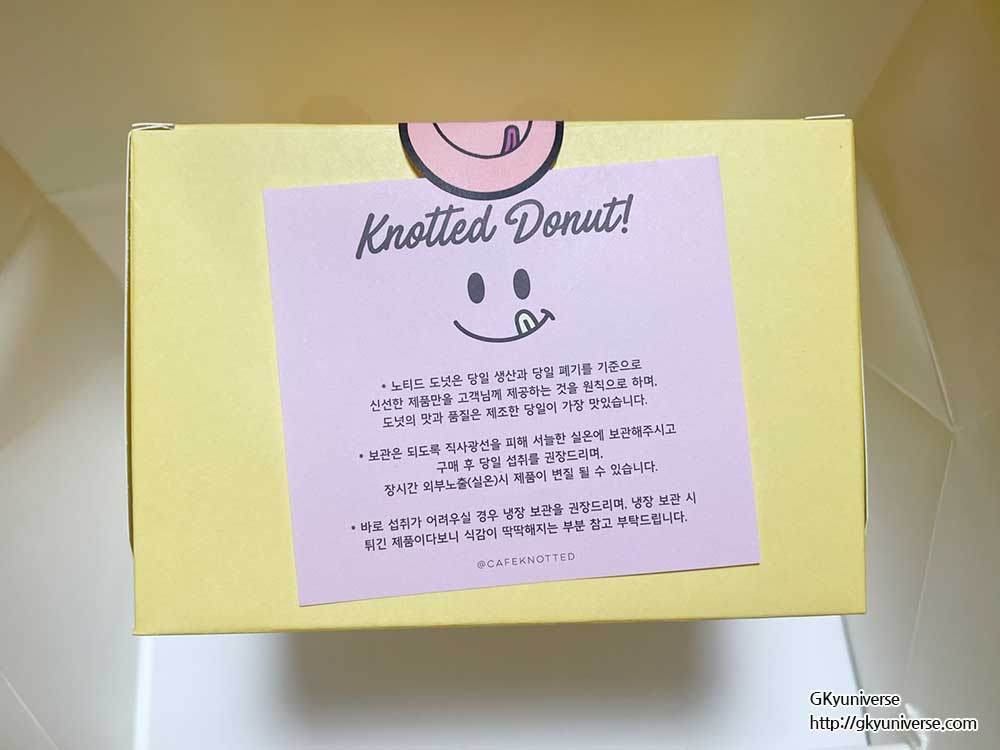 Knotted Donut!
• 노티드 도넛은 당일 생산과 당일 폐기를 기준으로
신선한 제품만을 고객님께 제공하는 것을 원칙으로 하며,
도넛의 맛과 품질은 제조한 당일이 가장 맛있습니다.
• 보관은 되도록 직사광선을 피해 서늘한 실온에 보관해주시고
구매 후 당일 섭취를 권장드리며,
장시간 외부노출(실온)시 제품이 변질 될 수 있습니다.
• 바로 섭취가 어려우실 경우 냉장 보관을 권장드리며, 냉장 보관 시
튀긴 제품이다보니 식감이 딱딱해지는 부분 참고 부탁드립니다.
@CAFEKNOTTED
GKyuniverse
http://gkyuniverse.com